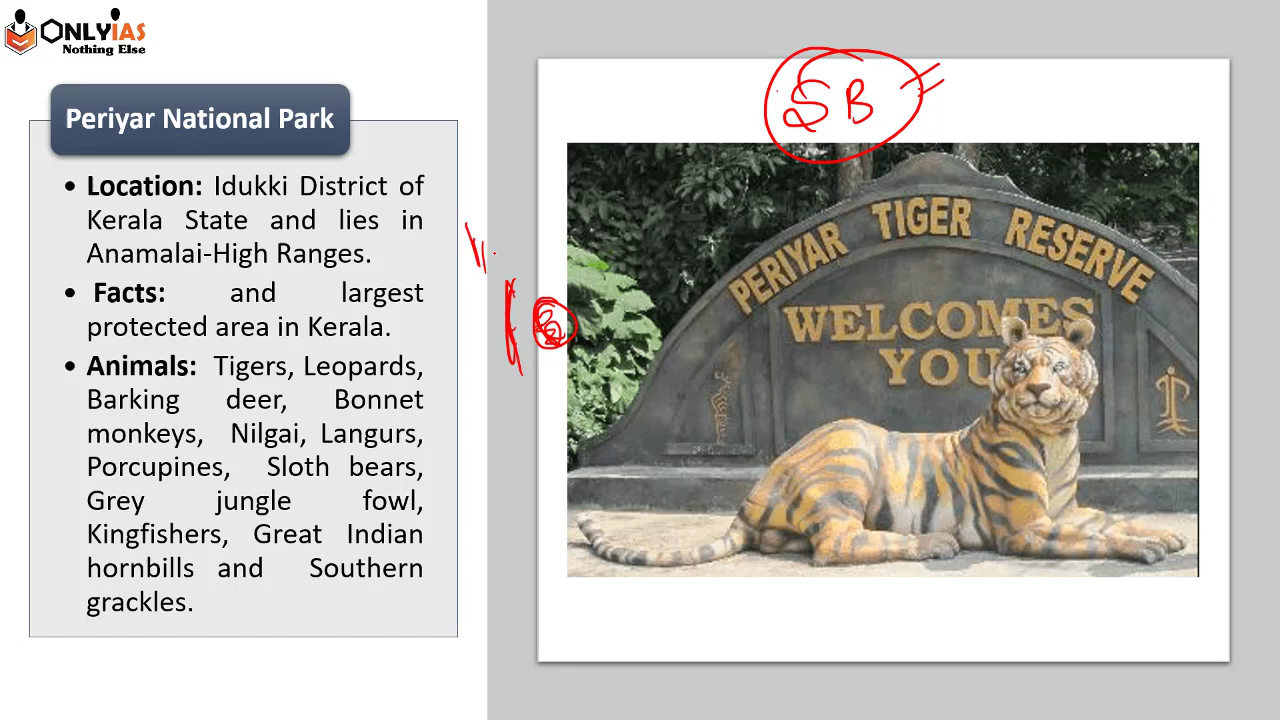 ONLYIAS
Nothing Else
Periyar National Park
• Location: Idukki District of
Kerala State and lies in
Anamalai-High Ranges.
• Facts: and largest
protected area in Kerala.
• Animals: Tigers, Leopards,
Barking deer, Bonnet
monkeys, Nilgai, Langurs,
Porcupines, Sloth bears,
Grey jungle fowl,
Kingfishers, Great Indian
hornbills and Southern
grackles.
SB
PERIYAR TIGER RESERVE
WELCOMES
YOU